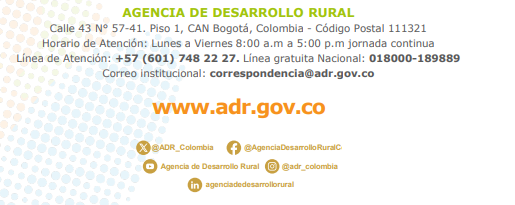 AGENCIA DE DESARROLLO RURAL
Calle 43 N° 57-41. Piso 1, CAN Bogotá, Colombia - Código Postal 111321
Horario de Atención: Lunes a Viernes 8:00 a.m a 5:00 p.m jornada continua
Línea de Atención: +57 (601) 748 22 27. Línea gratuita Nacional: 018000-189889
Correo institucional: correspondencia@adr.gov.co
www.adr.gov.co
@ADR_Colombia @AgenciaDesarrolloRuralC
Agencia de Desarrollo Rural @adr_colombia
agenciadedesarrollorural